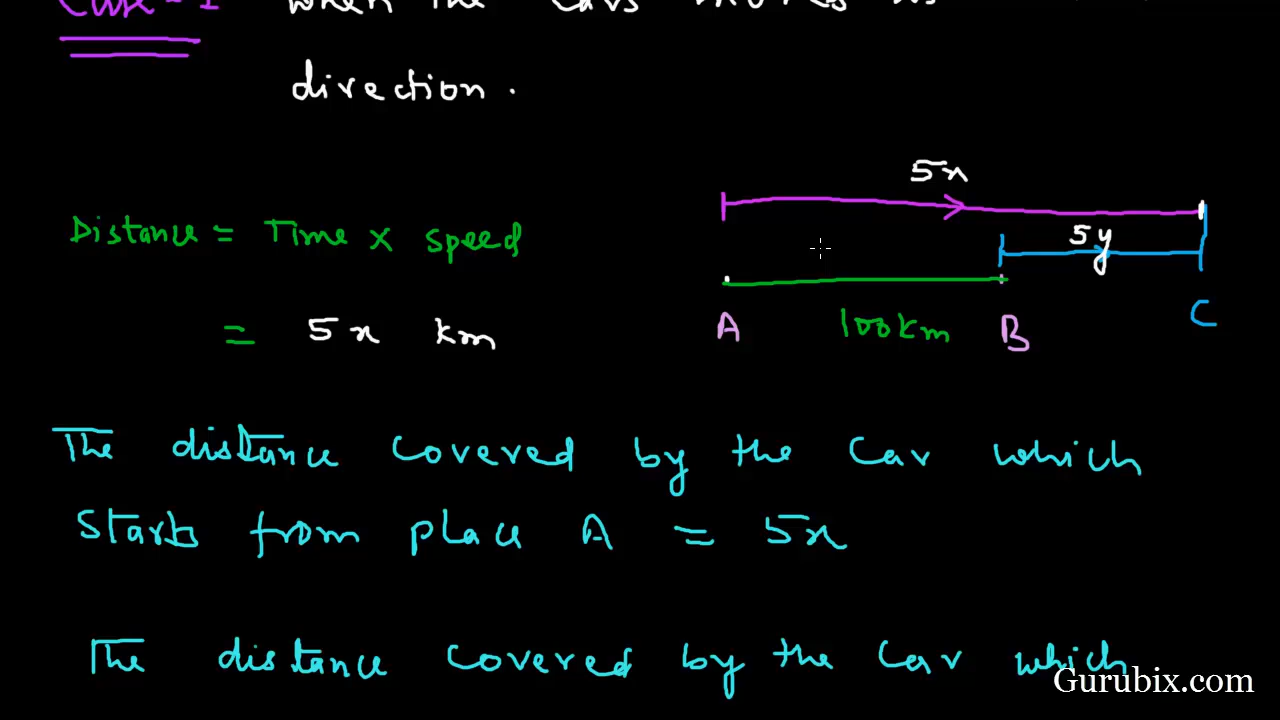 direction.
5x
Distance = Time x speed
5y
= 5x km
A 100km B C
The distance covered by the car which
starts from place A = 5x
The distance covered by the car which
Gurubix.com